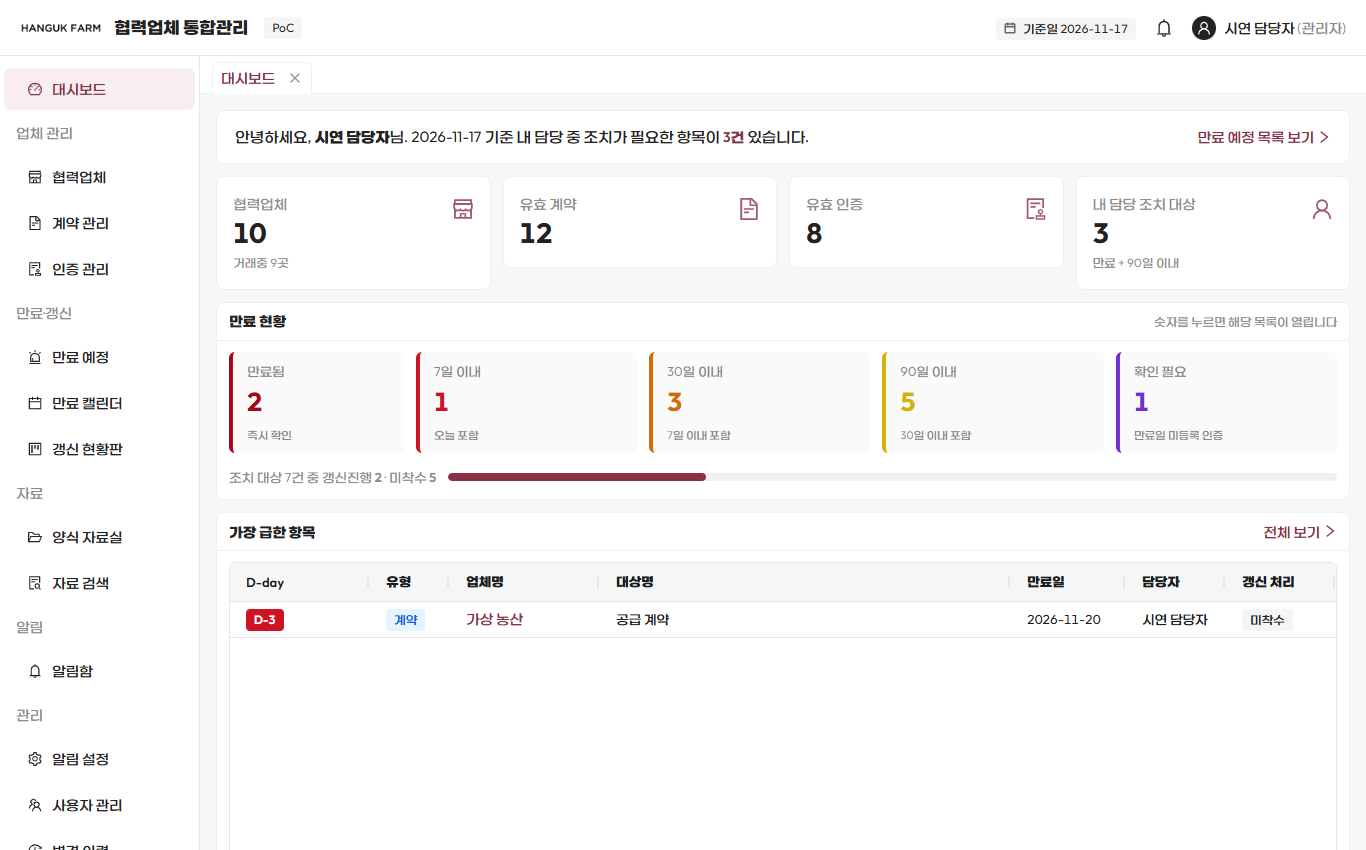 HANGUK FARM 협력업체 통합관리 PoC
기준일 2026-11-17
시연 담당자 (관리자)
대시보드
업체 관리
협력업체
계약 관리
인증 관리
만료·갱신
만료 예정
만료 캘린더
갱신 현황판
자료
양식 자료실
자료 검색
알림
알림함
관리
알림 설정
사용자 관리
대시보드
안녕하세요, 시연 담당자님. 2026-11-17 기준 내 담당 중 조치가 필요한 항목이 3건 있습니다.
만료 예정 목록 보기
협력업체
10
거래중 9곳
유효 계약
12
유효 인증
8
내 담당 조치 대상
3
만료 + 90일 이내
만료 현황
숫자를 누르면 해당 목록이 열립니다
만료됨
2
즉시 확인
7일 이내
1
오늘 포함
30일 이내
3
7일 이내 포함
90일 이내
5
30일 이내 포함
확인 필요
1
만료일 미등록 인증
조치 대상 7건 중 갱신진행 2 · 미착수 5
가장 급한 항목
전체 보기
D-day 유형 업체명 대상명 만료일 담당자 갱신 처리
D-3 계약 가상 농산 공급 계약 2026-11-20 시연 담당자 미착수